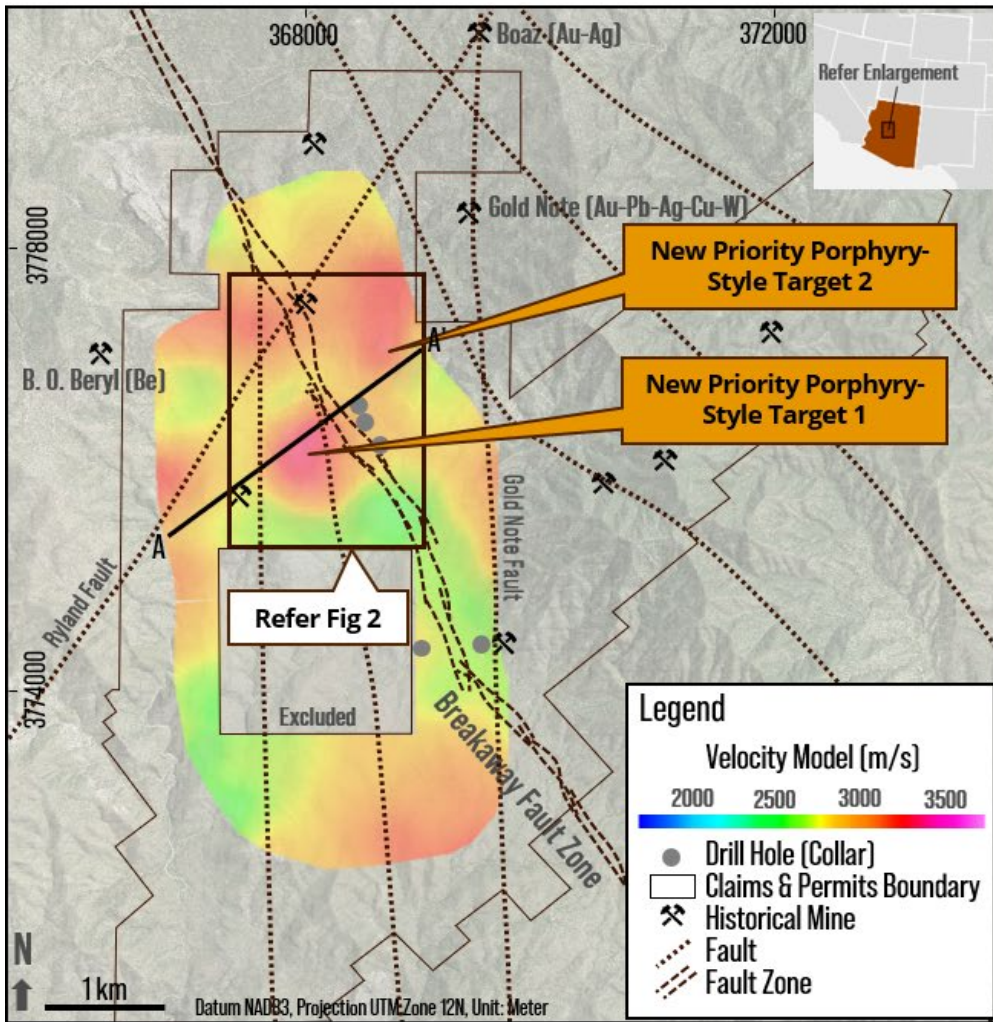 368000
372000
Boaz (Au-Ag)
Refer Enlargement
Gold Note (Au-Pb-Ag-Cu-W)
3778000
New Priority Porphyry-
Style Target 2
A'
B. O. Beryl (Be)
New Priority Porphyry-
Style Target 1
Gold Note Fault
A
Ryland Fault
Refer Fig 2
3774000
Excluded
Breakaway Fault Zone
Legend
Velocity Model (m/s)
2000 2500 3000 3500
Drill Hole (Collar)
Claims & Permits Boundary
Historical Mine
Fault
Fault Zone
N
1km
Datum NAD83, Projection UTM Zone 12N, Unit: Meter